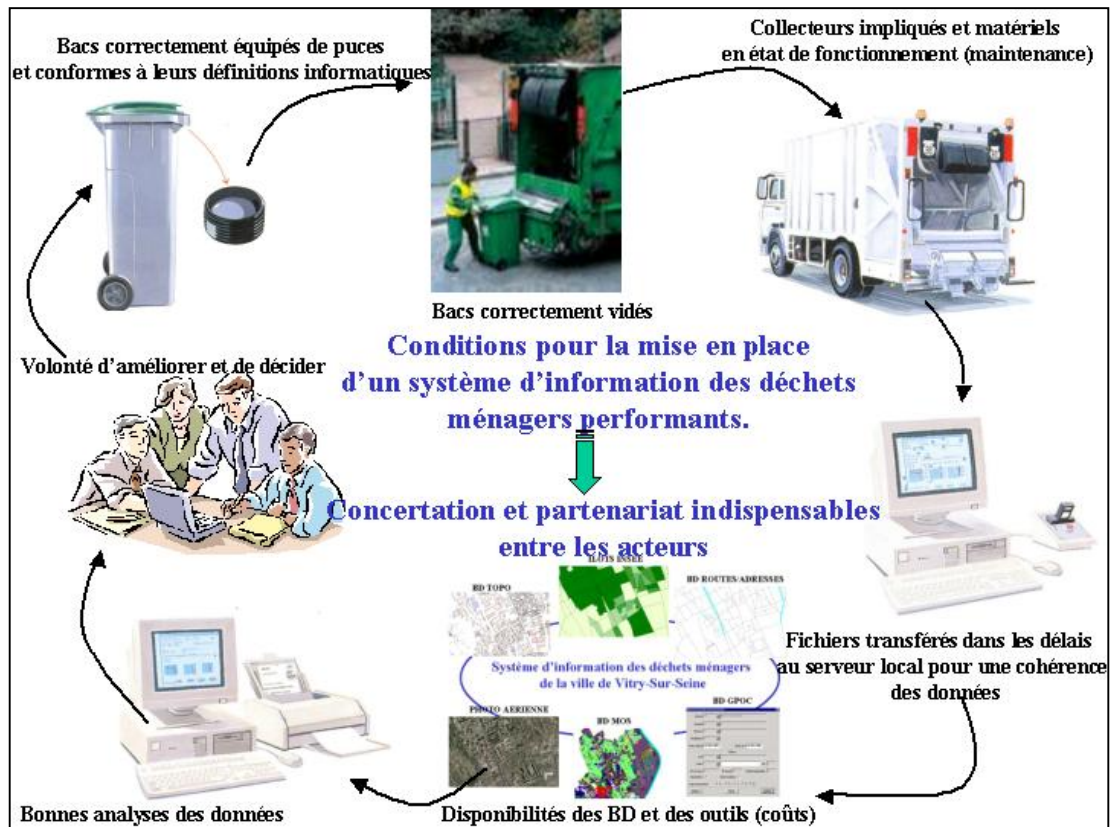 Bacs correctement équipés de puces
et conformes à leurs définitions informatiques
Collecteurs impliqués et matériels
en état de fonctionnement (maintenance)
Bacs correctement vidés
Volonté d'améliorer et de décider
Conditions pour la mise en place
d'un système d'information des déchets
ménagers performants.
Concertation et partenariat indispensables
entre les acteurs
ILOTS INSEE
BD TOPO
BD ROUTES/ADRESSES
Système d'information des déchets ménagers
de la ville de Vitry-Sur-Seine
PHOTO AERIENNE
BD MOS
BD GPOC
Fichiers transférés dans les délais
au serveur local pour une cohérence
des données
Bonnes analyses des données
Disponibilités des BD et des outils (coûts)